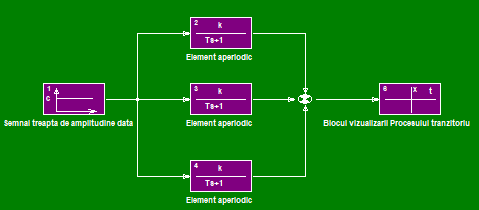 2
k
Ts+1
Element aperiodic
1
c
Semnal treapta de amplitudine data
3
k
Ts+1
Element aperiodic
6
x t
Blocul vizualizarii Procesului tranzitoriu
4
k
Ts+1
Element aperiodic